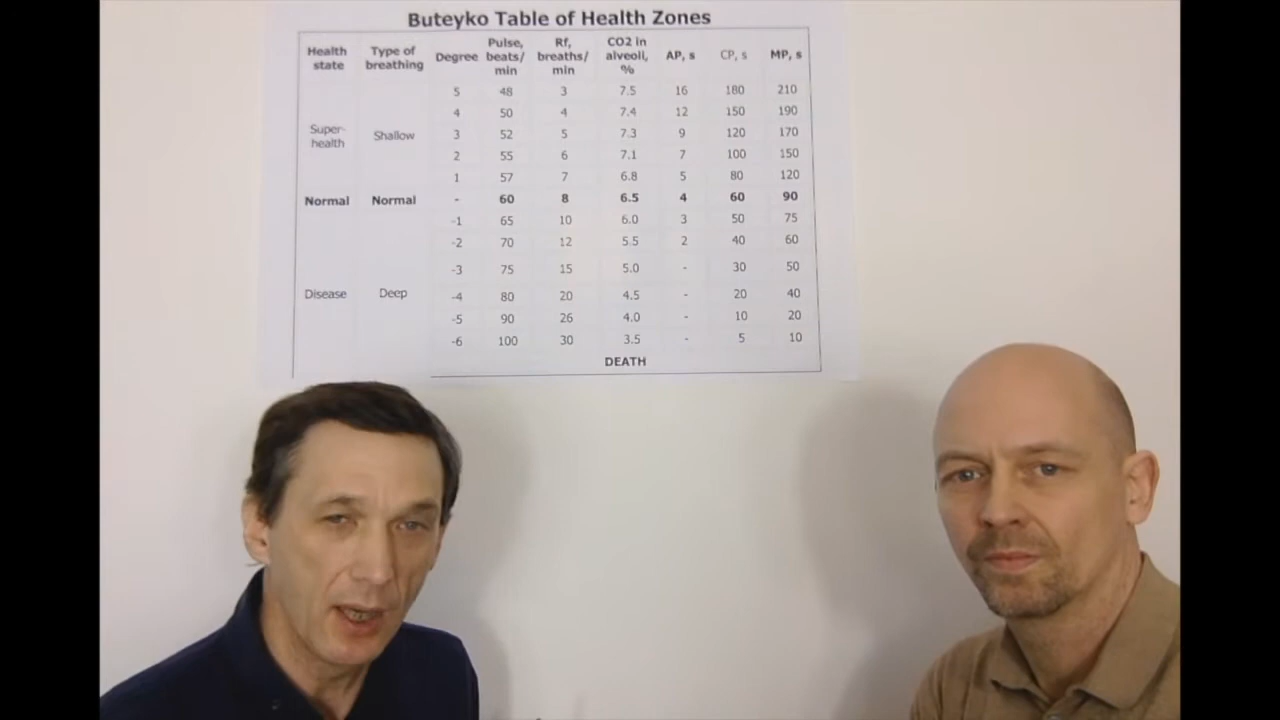 Buteyko Table of Health Zones
Health state Type of breathing Degree Pulse, beats/ min Rf, breaths/ min CO2 in alveoli, % AP, s CP, s MP, s
5 48 3 7.5 16 180 210
4 50 4 7.4 12 150 190
Super- health Shallow 3 52 5 7.3 9 120 170
2 55 6 7.1 7 100 150
1 57 7 6.8 5 80 120
Normal Normal - 60 8 6.5 4 60 90
-1 65 10 6.0 3 50 75
-2 70 12 5.5 2 40 60
-3 75 15 5.0 - 30 50
Disease Deep -4 80 20 4.5 - 20 40
-5 90 26 4.0 - 10 20
-6 100 30 3.5 - 5 10
DEATH